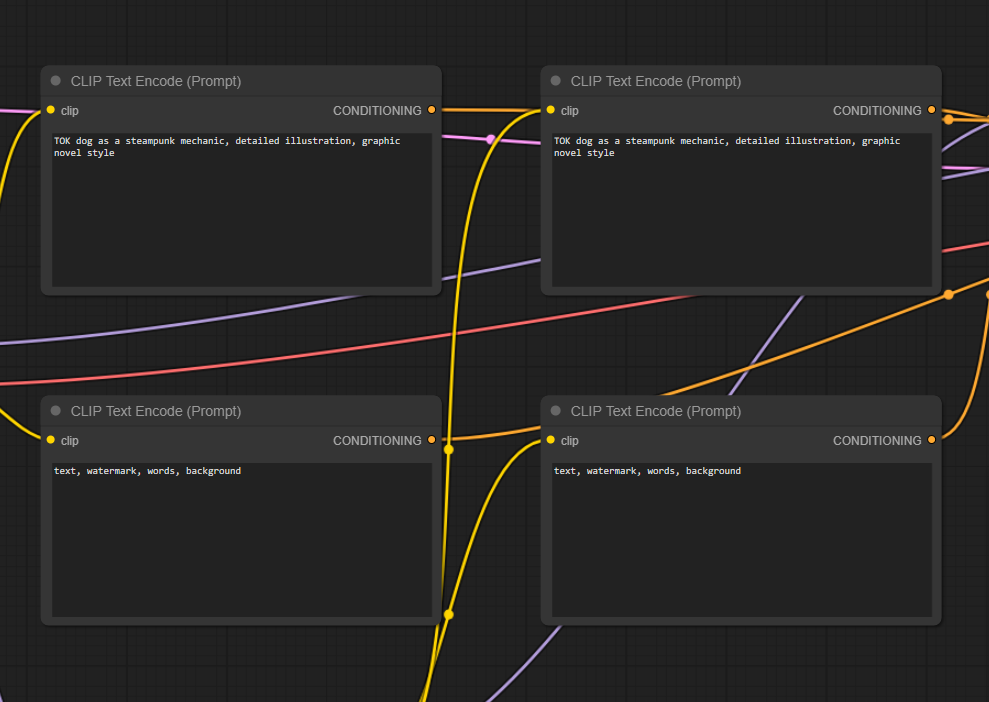 CLIP Text Encode (Prompt)
clip
CONDITIONING
TOK dog as a steampunk mechanic, detailed illustration, graphic
novel style
CLIP Text Encode (Prompt)
clip
CONDITIONING
TOK dog as a steampunk mechanic, detailed illustration, graphic
novel style
CLIP Text Encode (Prompt)
clip
CONDITIONING
text, watermark, words, background
CLIP Text Encode (Prompt)
clip
CONDITIONING
text, watermark, words, background